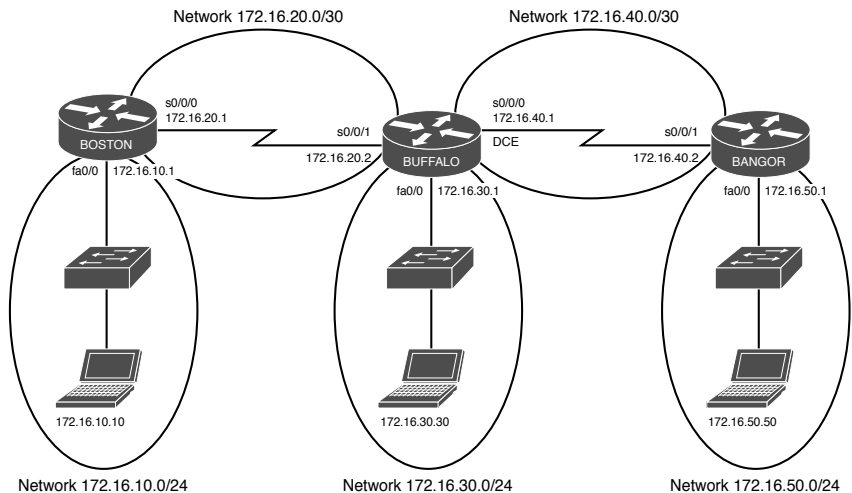 Network 172.16.20.0/30
Network 172.16.40.0/30
s0/0/0
172.16.20.1
s0/0/1
172.16.20.2
s0/0/0
172.16.40.1
DCE
s0/0/1
172.16.40.2
BOSTON
BUFFALO
BANGOR
fa0/0
172.16.10.1
fa0/0
172.16.30.1
fa0/0
172.16.50.1
172.16.10.10
172.16.30.30
172.16.50.50
Network 172.16.10.0/24
Network 172.16.30.0/24
Network 172.16.50.0/24